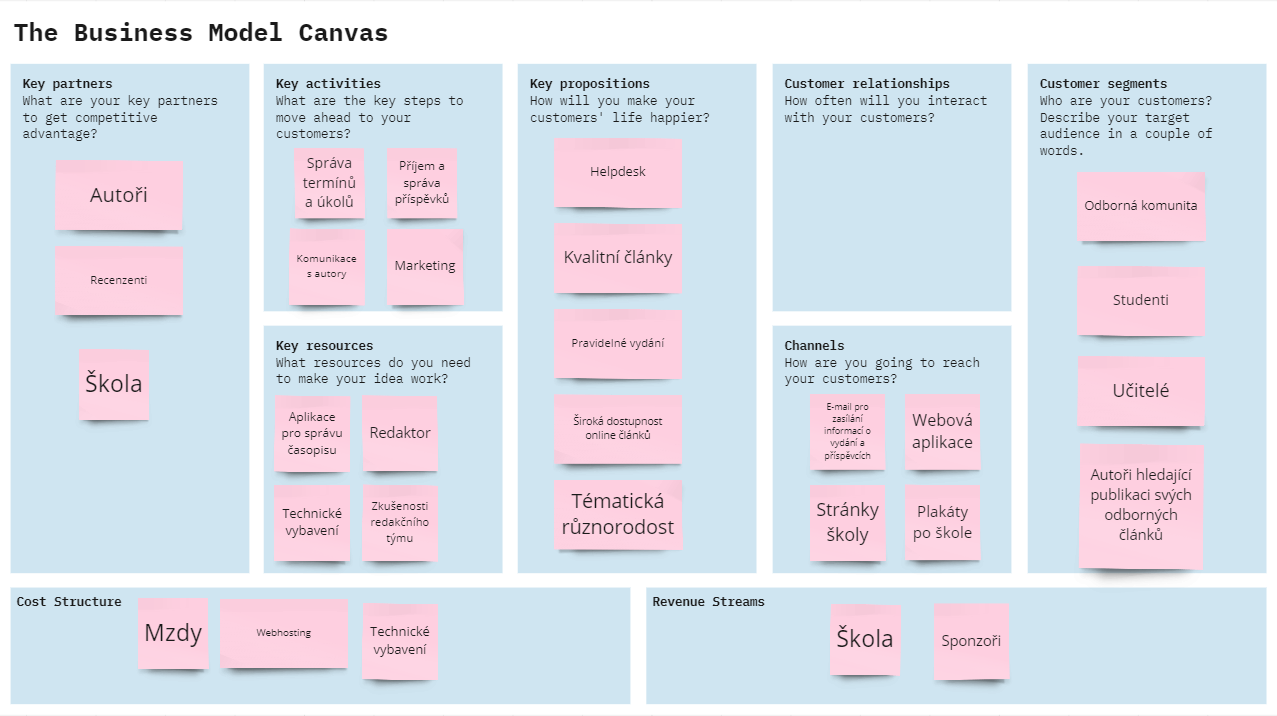 The Business Model Canvas
Key partners
What are your key partners
to get competitive
advantage?
Autoři
Recenzenti
Škola
Key activities
What are the key steps to
move ahead to your
customers?
Správa
termínů
a úkolů
Příjem a
správa
příspěvků
Komunikace
s autory
Marketing
Key resources
What resources do you need
to make your idea work?
Aplikace
pro správu
časopisu
Redaktor
Technické
vybavení
Zkušenosti
redakčního
týmu
Key propositions
How will you make your
customers' life happier?
Helpdesk
Kvalitní články
Pravidelné vydání
Široká dostupnost
online článků
Tématická
různorodost
Customer relationships
How often will you interact
with your customers?
Channels
How are you going to reach
your customers?
E-mail pro
zasílání
informací o
vydání a
příspěvcích
Webová
aplikace
Stránky
školy
Plakáty
po škole
Customer segments
Who are your customers?
Describe your target
audience in a couple of
words.
Odborná komunita
Studenti
Učitelé
Autoři hledající
publikaci svých
odborných
článků
Cost Structure
Mzdy
Webhosting
Technické
vybavení
Revenue Streams
Škola
Sponzoři